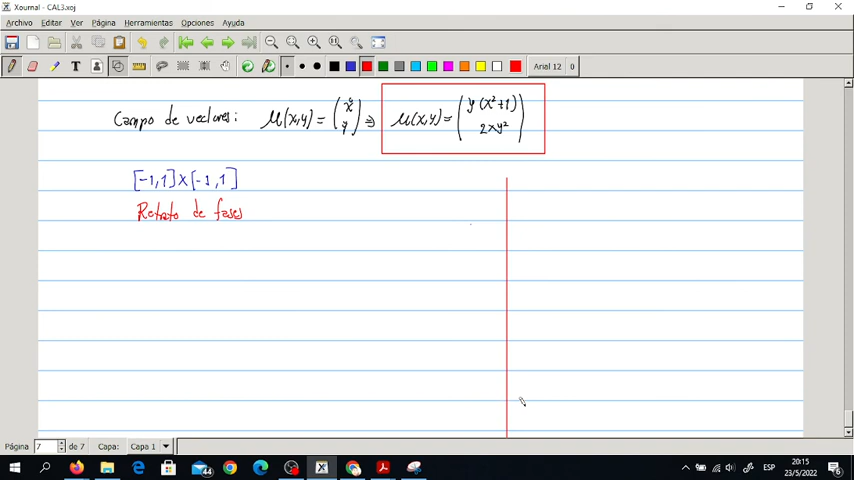 Xournal - CAL3.xoj
Archivo Editar Ver Página Herramientas Opciones Ayuda
Arial 12 0
Campo de vectores: μ(x,y) = (ẋ ẏ) ⇒ μ(x,y) = (y(x²+1) 2xy²)
[-1,1]x[-1,1]
Retrato de fases
Página 7 de 7 Capa: Capa 1
44 ESP 20:15 23/5/2022 6